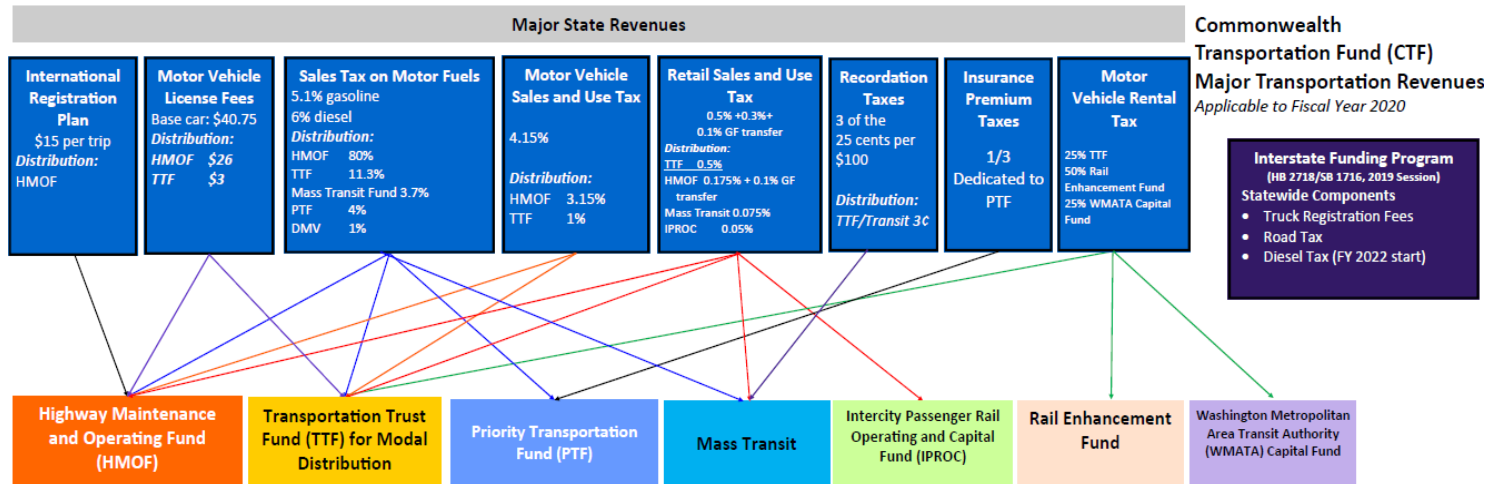 Major State Revenues
Commonwealth
Transportation Fund (CTF)
Major Transportation Revenues
Applicable to Fiscal Year 2020
International
Registration
Plan
$15 per trip
Distribution:
HMOF
Motor Vehicle
License Fees
Base car: $40.75
Distribution:
HMOF $26
TTF $3
Sales Tax on Motor Fuels
5.1% gasoline
6% diesel
Distribution:
HMOF 80%
TTF 11.3%
Mass Transit Fund 3.7%
PTF 4%
DMV 1%
Motor Vehicle
Sales and Use Tax
4.15%
Distribution:
HMOF 3.15%
TTF 1%
Retail Sales and Use
Tax
0.5% +0.3%+
0.1% GF transfer
Distribution:
TTF 0.5%
HMOF 0.175% + 0.1% GF
transfer
Mass Transit 0.075%
IPROC 0.05%
Recordation
Taxes
3 of the
25 cents per
$100
Distribution:
TTF/Transit 3¢
Insurance
Premium
Taxes
1/3
Dedicated to
PTF
Motor
Vehicle Rental
Tax
25% TTF
50% Rail
Enhancement Fund
25% WMATA Capital
Fund
Interstate Funding Program
(HB 2718/SB 1716, 2019 Session)
Statewide Components
• Truck Registration Fees
• Road Tax
• Diesel Tax (FY 2022 start)
Highway Maintenance
and Operating Fund
(HMOF)
Transportation Trust
Fund (TTF) for Modal
Distribution
Priority Transportation
Fund (PTF)
Mass Transit
Intercity Passenger Rail
Operating and Capital
Fund (IPROC)
Rail Enhancement
Fund
Washington Metropolitan
Area Transit Authority
(WMATA) Capital Fund